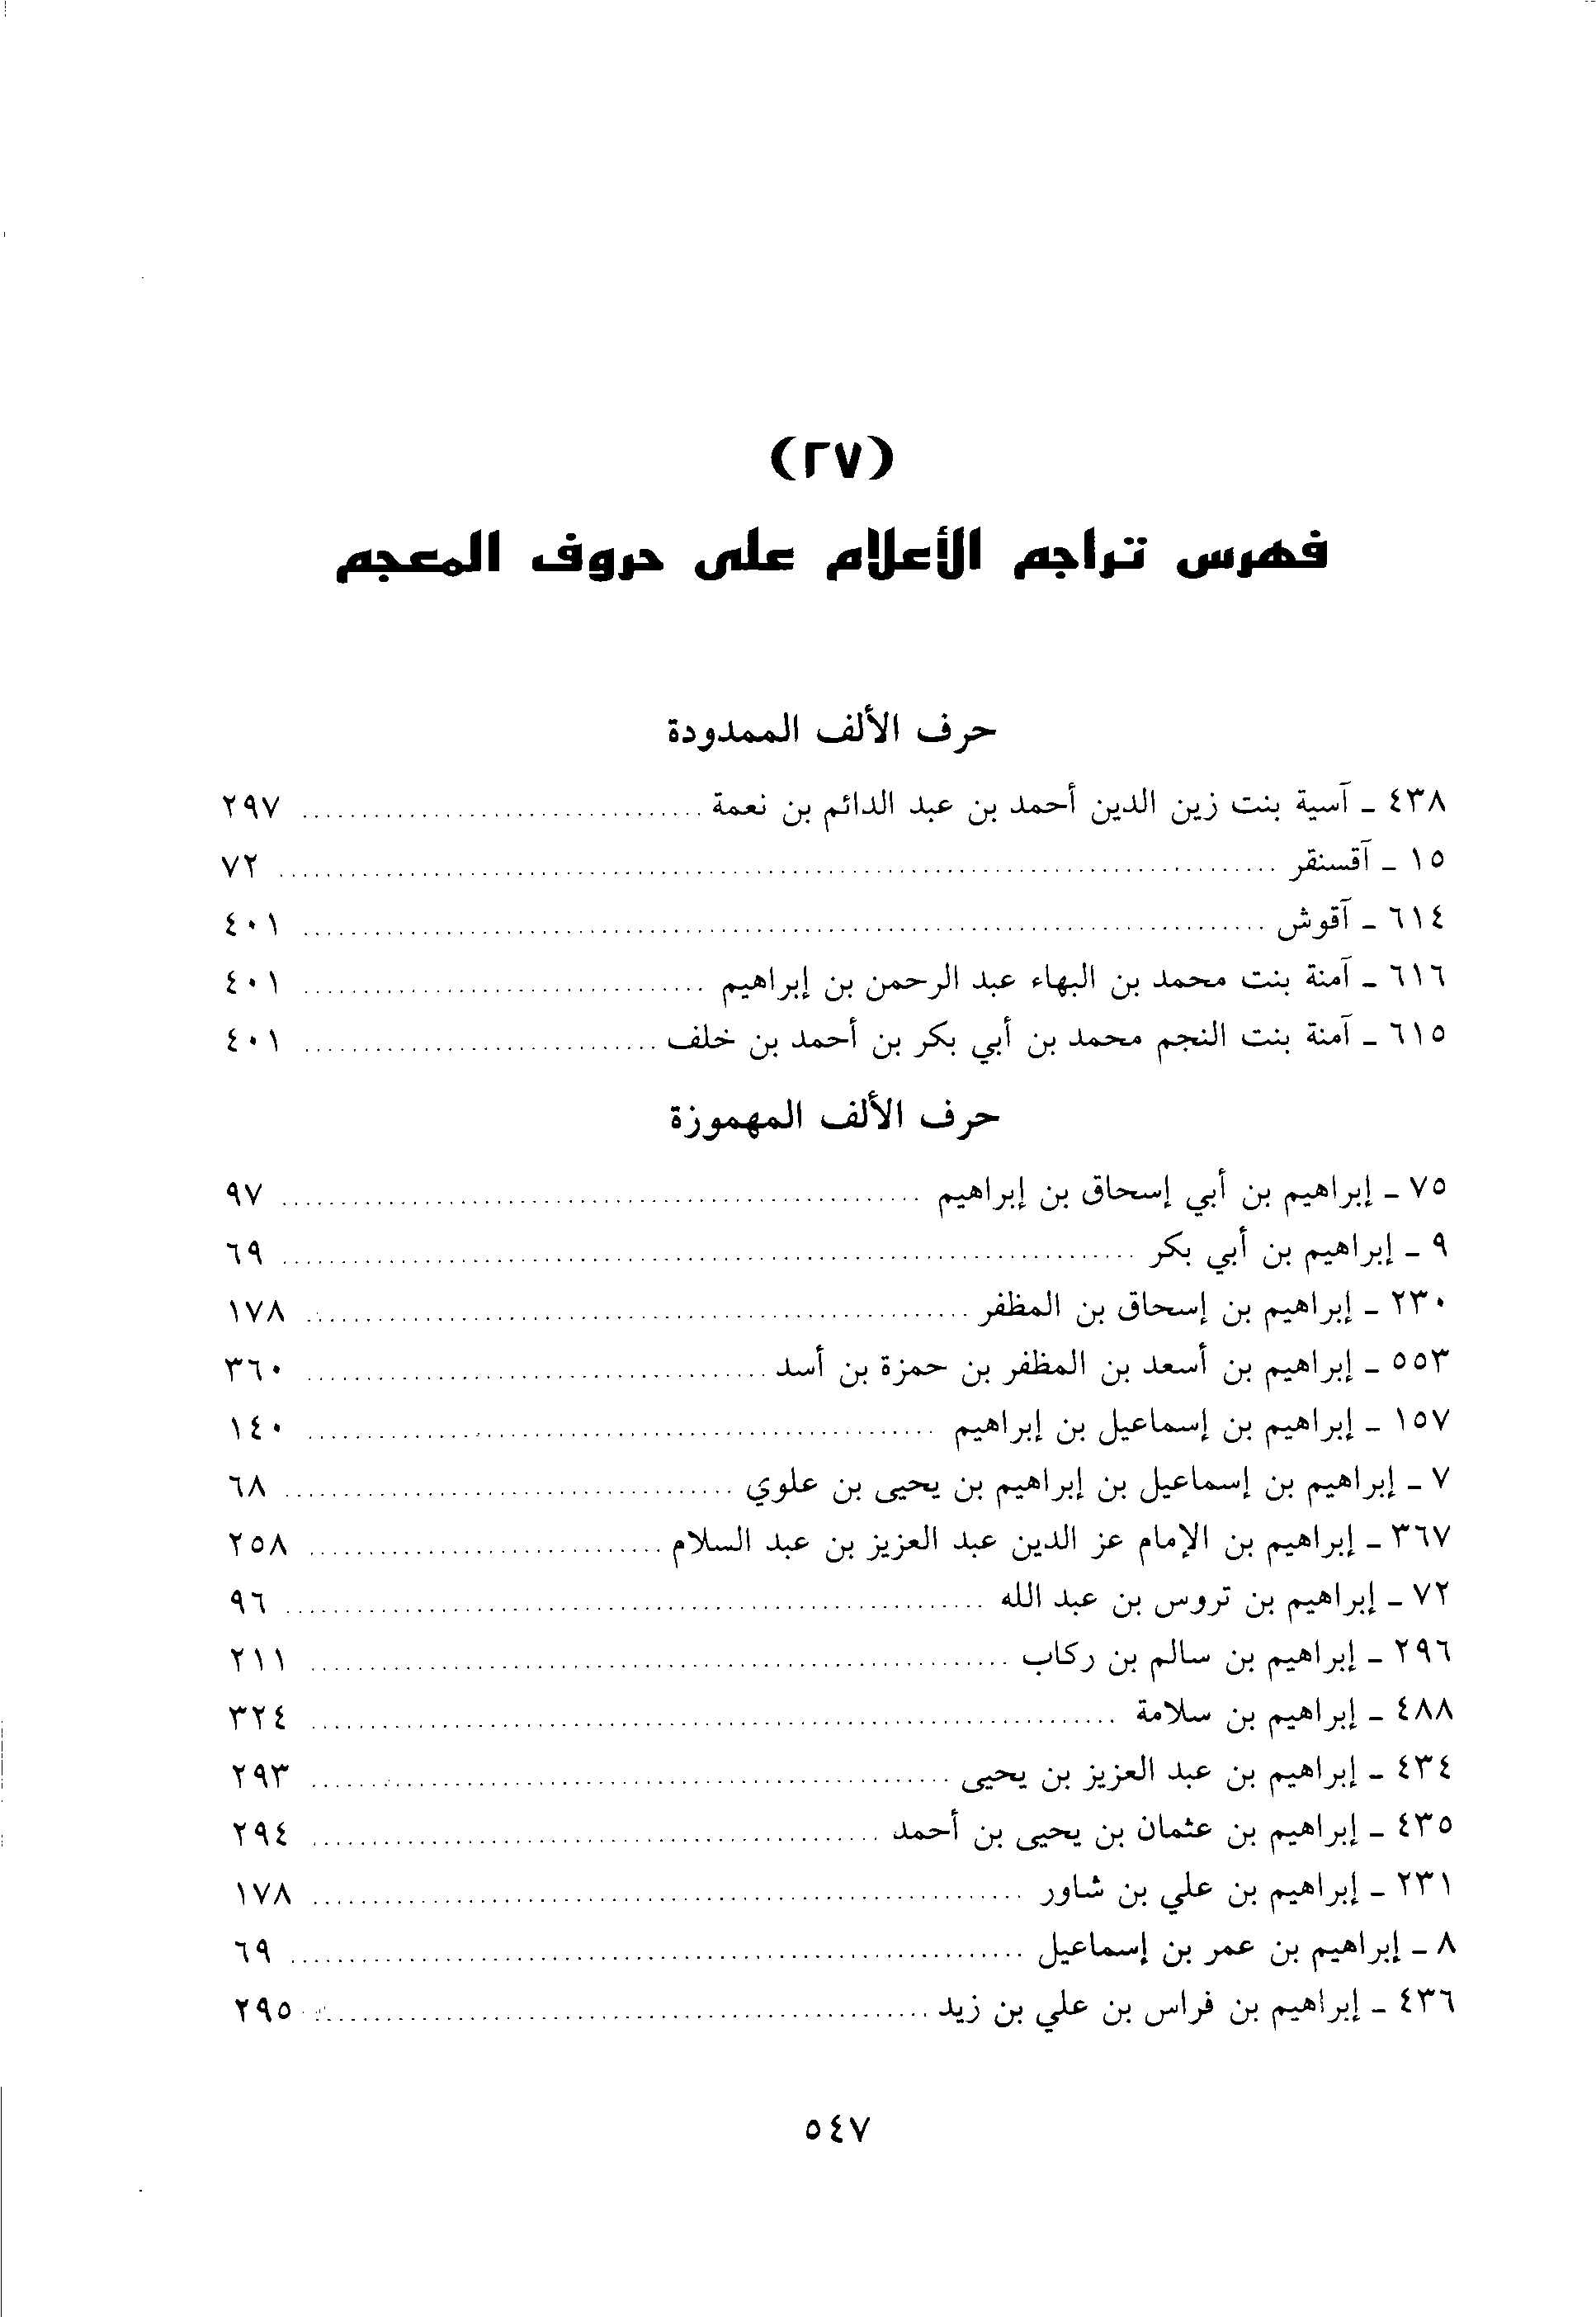 (٢٧)
فهرس تراجم الأعلام على حروف المعجم
حرف الألف الممدودة
٤٣٨ - آسية بنت زين الدين أحمد بن عبد الدائم بن نعمة ... ٢٩٧
١٥ - آقسنقر ... ٧٢
٦١٤ - آقوش ... ٤٠١
٦١٦ - آمنة بنت محمد بن البهاء عبد الرحمن بن إبراهيم ... ٤٠١
٦١٥ - آمنة بنت النجم محمد بن أبي بكر بن أحمد بن خلف ... ٤٠١
حرف الألف المهموزة
٧٥ - إبراهيم بن أبي إسحاق بن إبراهيم ... ٩٧
٩ - إبراهيم بن أبي بكر ... ٦٩
٢٣٠ - إبراهيم بن إسحاق بن المظفر ... ١٧٨
٥٥٣ - إبراهيم بن أسعد بن المظفر بن حمزة بن أسد ... ٣٦٠
١٥٧ - إبراهيم بن إسماعيل بن إبراهيم ... ١٤٠
٧ - إبراهيم بن إسماعيل بن إبراهيم بن يحيى بن علوي ... ٦٨
٣٦٧ - إبراهيم بن الإمام عز الدين عبد العزيز بن عبد السلام ... ٢٥٨
٧٢ - إبراهيم بن تروس بن عبد الله ... ٩٦
٢٩٦ - إبراهيم بن سالم بن ركاب ... ٢١١
٤٨٨ - إبراهيم بن سلامة ... ٣٢٤
٤٣٤ - إبراهيم بن عبد العزيز بن يحيى ... ٢٩٣
٤٣٥ - إبراهيم بن عثمان بن يحيى بن أحمد ... ٢٩٤
٢٣١ - إبراهيم بن علي بن شاور ... ١٧٨
٨ - إبراهيم بن عمر بن إسماعيل ... ٦٩
٤٣٦ - إبراهيم بن فراس بن علي بن زيد ... ٢٩٥
٥٤٧